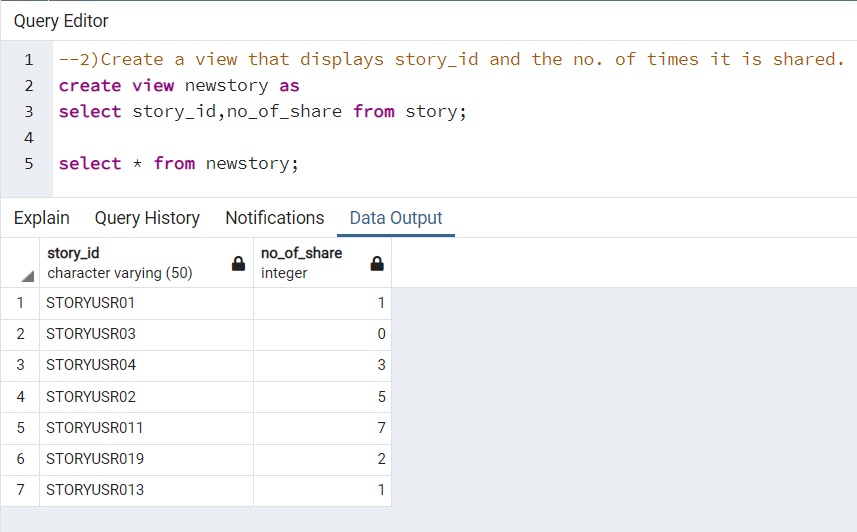 Query Editor
1 --2)Create a view that displays story_id and the no. of times it is shared.
2 create view newstory as
3 select story_id,no_of_share from story;
4
5 select * from newstory;
Explain Query History Notifications Data Output
story_id no_of_share
character varying (50) integer
1 STORYUSR01 1
2 STORYUSR03 0
3 STORYUSR04 3
4 STORYUSR02 5
5 STORYUSR011 7
6 STORYUSR019 2
7 STORYUSR013 1